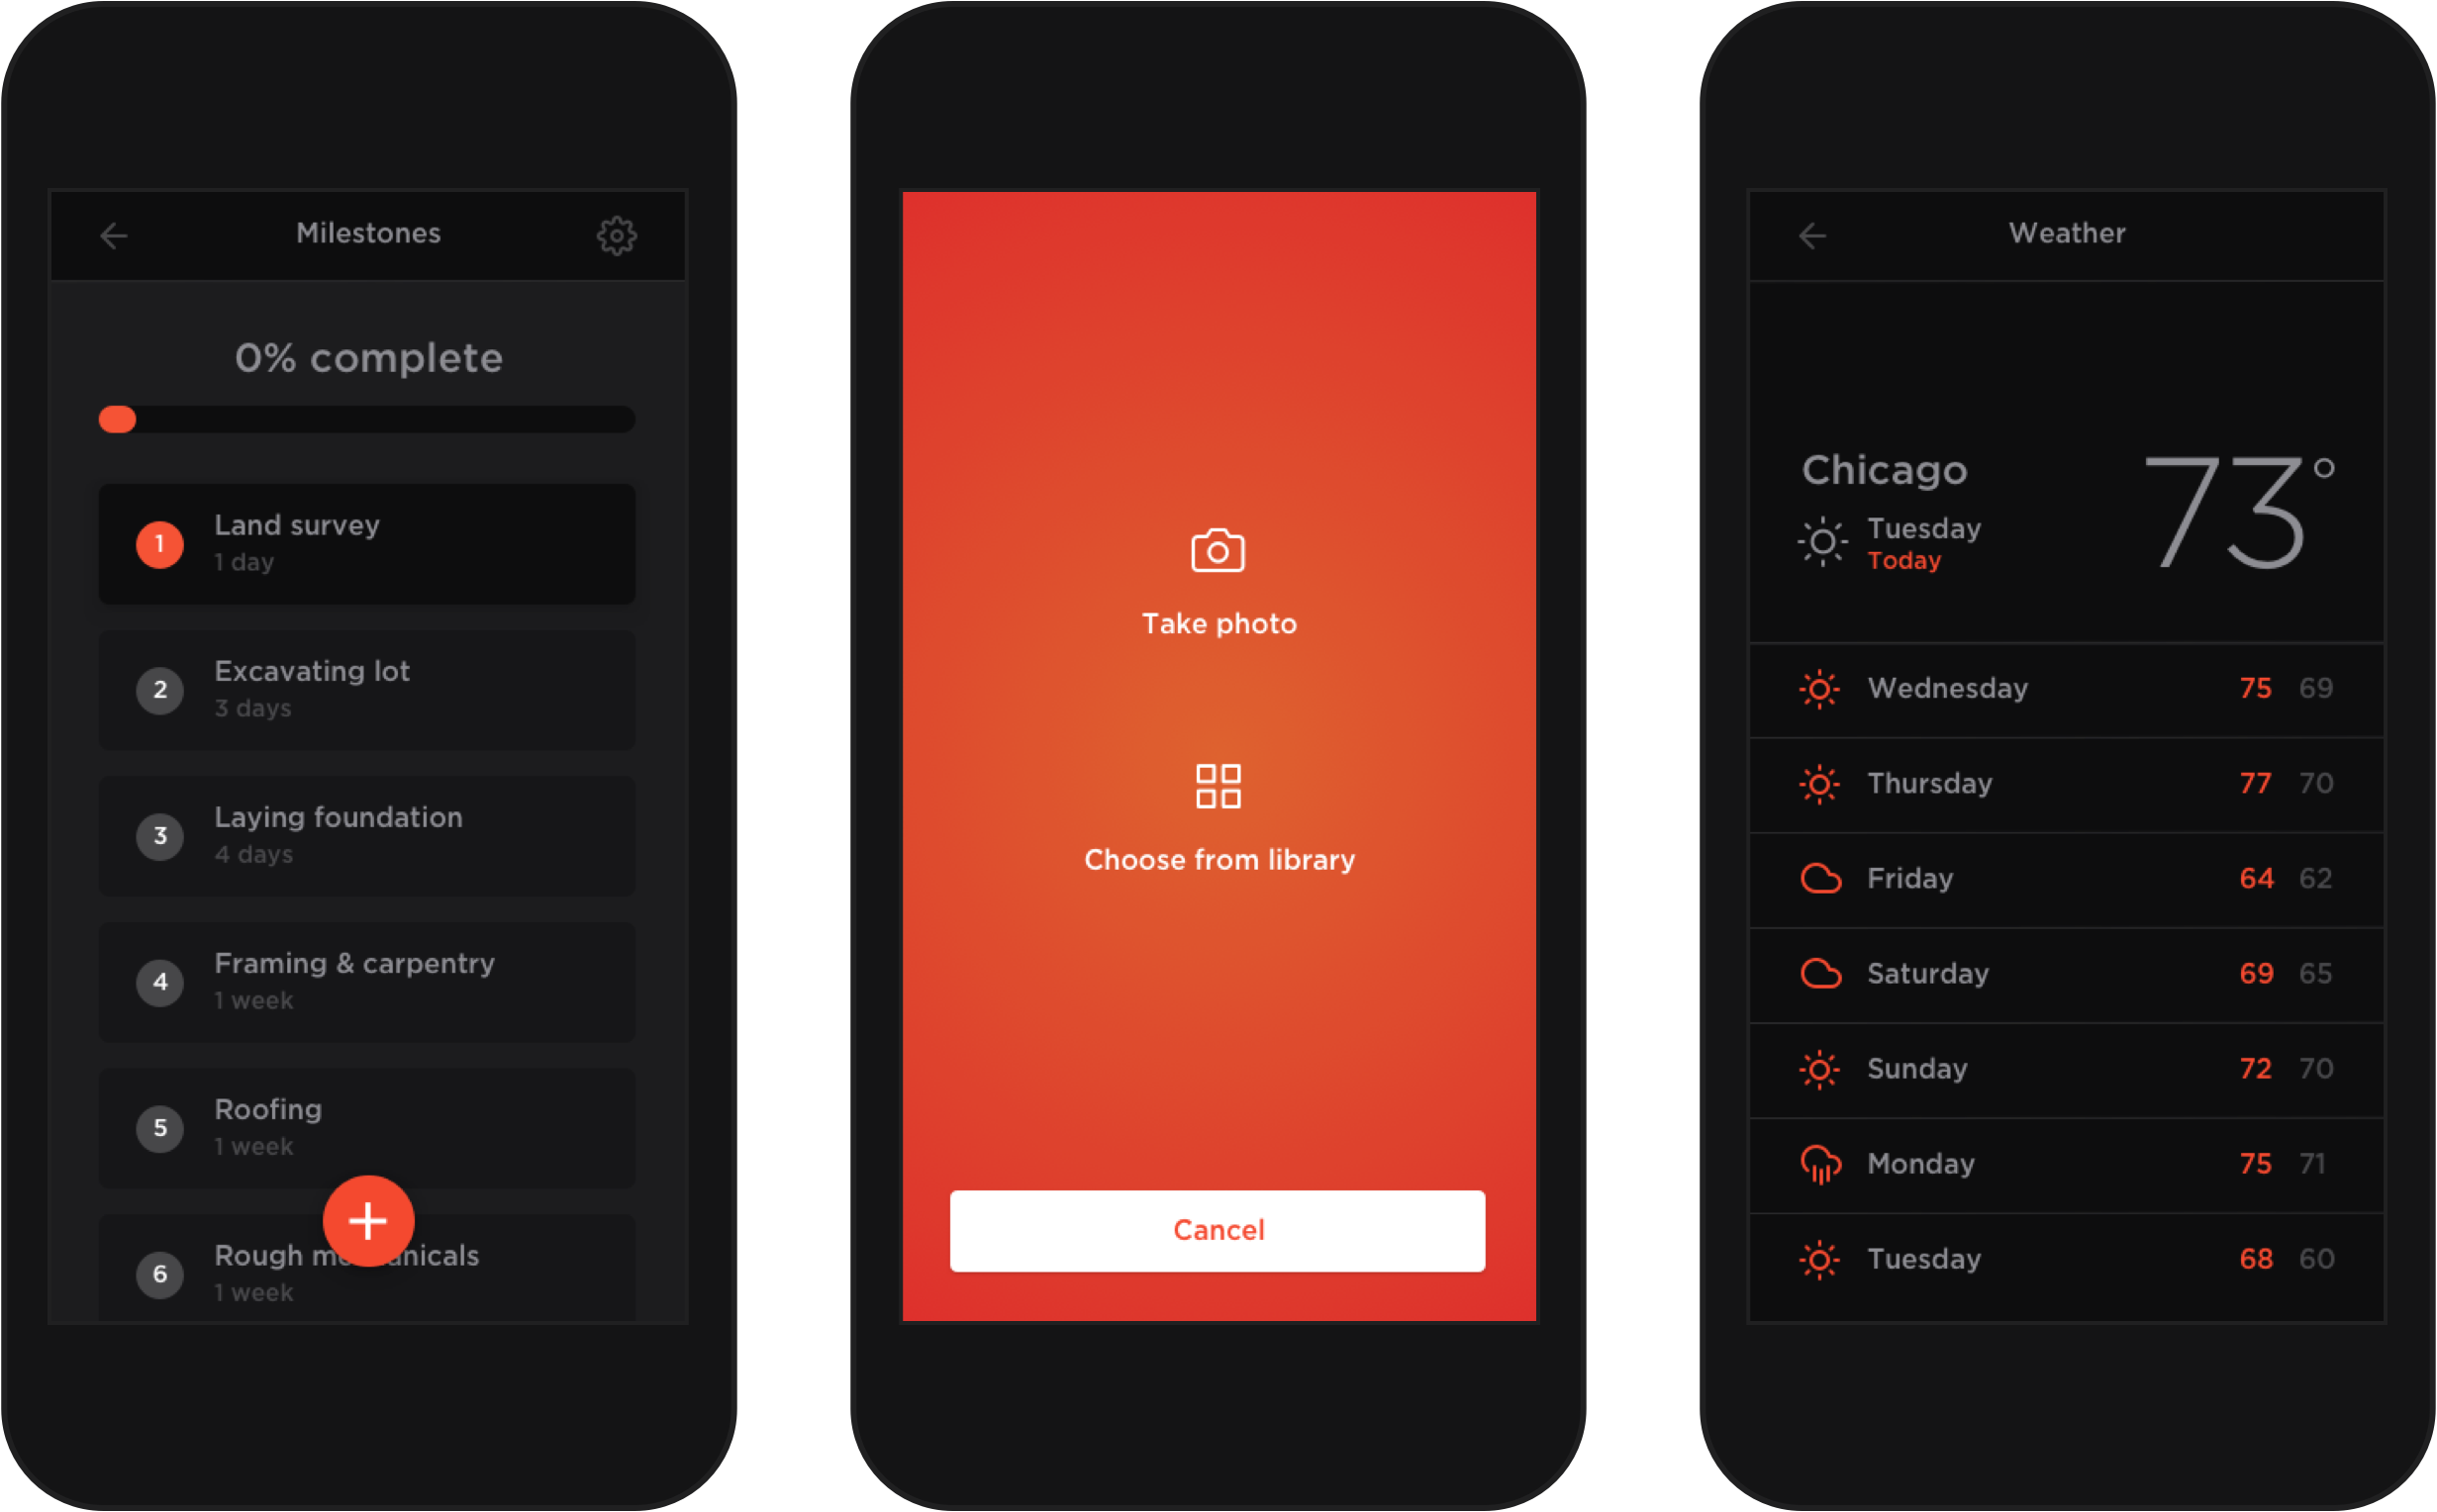 Milestones
0% complete
1
Land survey
1 day
2
Excavating lot
3 days
3
Laying foundation
4 days
4
Framing & carpentry
1 week
5
Roofing
1 week
+
6
Rough
1 week
Take photo
Choose from library
Cancel
Weather
Chicago
73°
Tuesday
Today
Wednesday 75 69
Thursday 77 70
Friday 64 62
Saturday 69 65
Sunday 72 70
Monday 75 71
Tuesday 68 60